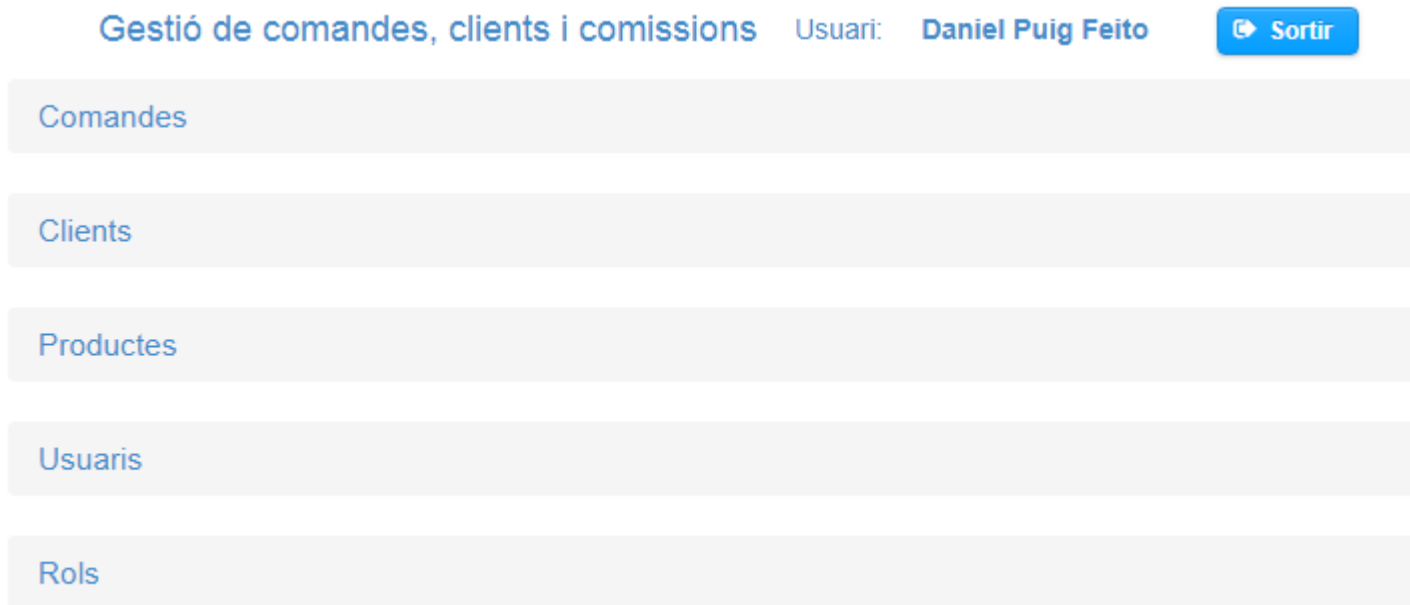 Gestió de comandes, clients i comissions Usuari: Daniel Puig Feito Sortir
Comandes
Clients
Productes
Usuaris
Rols